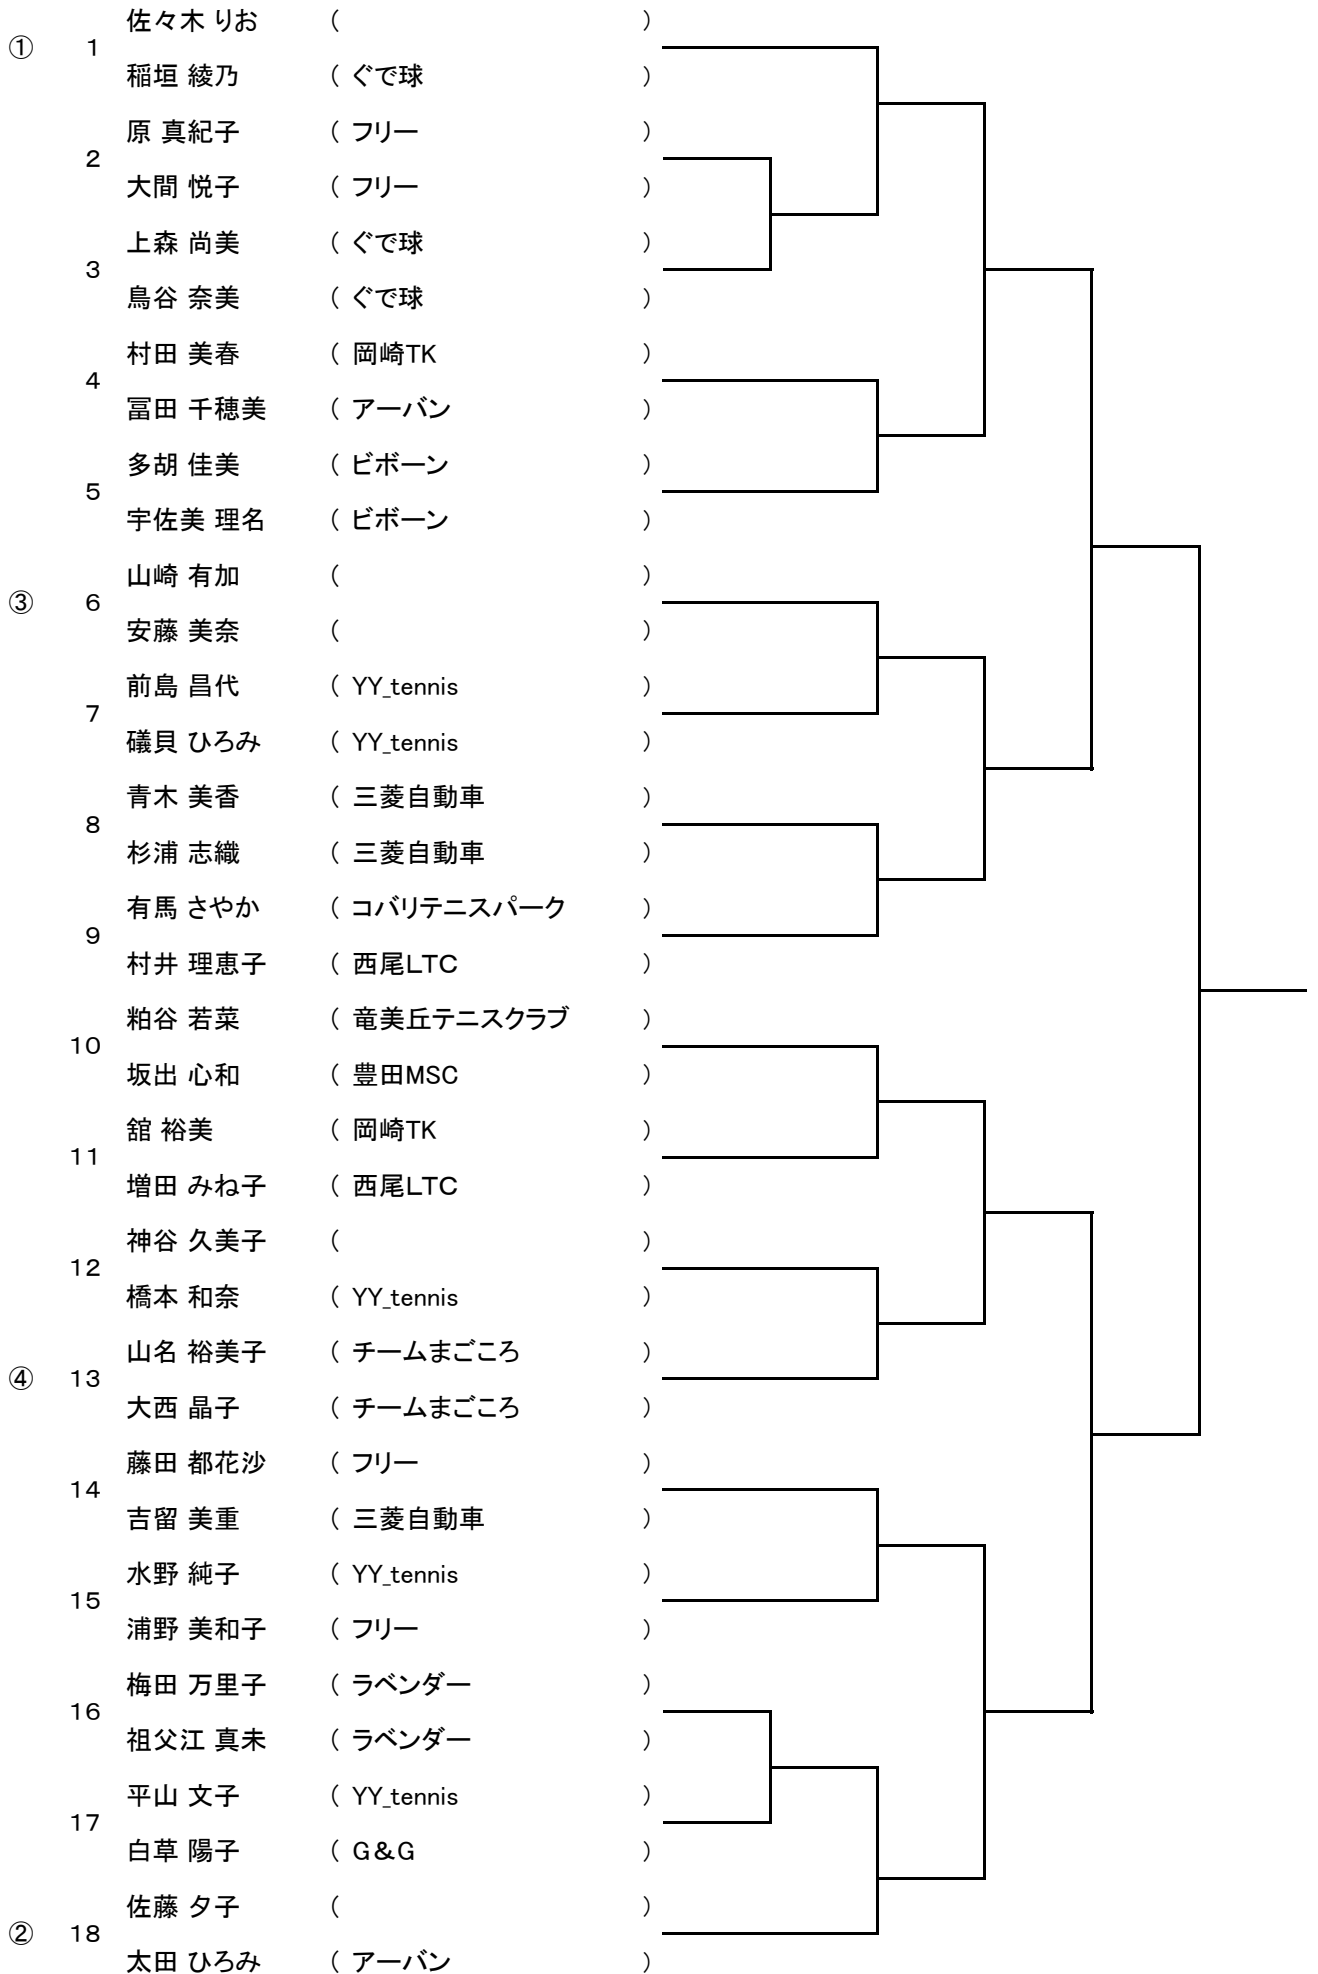 佐々木 りお ( )
① 1
稲垣 綾乃 ( ぐで球 )
原 真紀子 ( フリー )
2
大間 悦子 ( フリー )
上森 尚美 ( ぐで球 )
3
鳥谷 奈美 ( ぐで球 )
村田 美春 ( 岡崎TK )
4
冨田 千穂美 ( アーバン )
多胡 佳美 ( ビボーン )
5
宇佐美 理名 ( ビボーン )
山崎 有加 ( )
③ 6
安藤 美奈 ( )
前島 昌代 ( YY_tennis )
7
礒貝 ひろみ ( YY_tennis )
青木 美香 ( 三菱自動車 )
8
杉浦 志織 ( 三菱自動車 )
有馬 さやか ( コバリテニスパーク )
9
村井 理恵子 ( 西尾LTC )
粕谷 若菜 ( 竜美丘テニスクラブ )
10
坂出 心和 ( 豊田MSC )
舘 裕美 ( 岡崎TK )
11
増田 みね子 ( 西尾LTC )
神谷 久美子 ( )
12
橋本 和奈 ( YY_tennis )
山名 裕美子 ( チームまごころ )
④ 13
大西 晶子 ( チームまごころ )
藤田 都花沙 ( フリー )
14
吉留 美重 ( 三菱自動車 )
水野 純子 ( YY_tennis )
15
浦野 美和子 ( フリー )
梅田 万里子 ( ラベンダー )
16
祖父江 真未 ( ラベンダー )
平山 文子 ( YY_tennis )
17
白草 陽子 ( G＆G )
佐藤 夕子 ( )
② 18
太田 ひろみ ( アーバン )